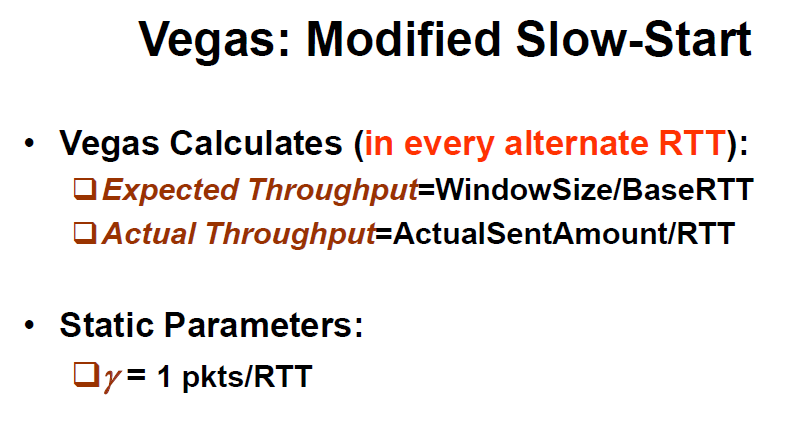 Vegas: Modified Slow-Start
• Vegas Calculates (in every alternate RTT):
❑Expected Throughput=WindowSize/BaseRTT
❑Actual Throughput=ActualSentAmount/RTT
• Static Parameters:
❑γ = 1 pkts/RTT